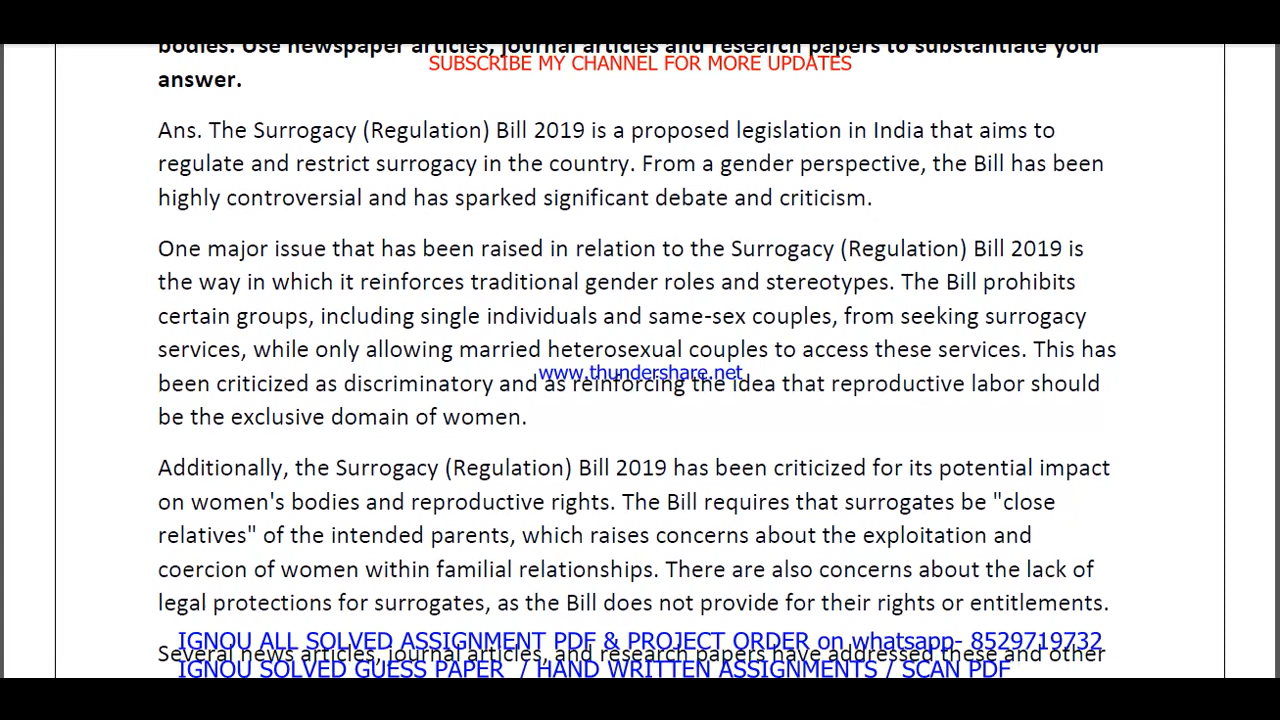 bodies. Use newspaper articles, journal articles and research papers to substantiate your
SUBSCRIBE MY CHANNEL FOR MORE UPDATES
answer.
Ans. The Surrogacy (Regulation) Bill 2019 is a proposed legislation in India that aims to
regulate and restrict surrogacy in the country. From a gender perspective, the Bill has been
highly controversial and has sparked significant debate and criticism.
One major issue that has been raised in relation to the Surrogacy (Regulation) Bill 2019 is
the way in which it reinforces traditional gender roles and stereotypes. The Bill prohibits
certain groups, including single individuals and same-sex couples, from seeking surrogacy
services, while only allowing married heterosexual couples to access these services. This has
www.thundershare.net
been criticized as discriminatory and as reinforcing the idea that reproductive labor should
be the exclusive domain of women.
Additionally, the Surrogacy (Regulation) Bill 2019 has been criticized for its potential impact
on women's bodies and reproductive rights. The Bill requires that surrogates be "close
relatives" of the intended parents, which raises concerns about the exploitation and
coercion of women within familial relationships. There are also concerns about the lack of
legal protections for surrogates, as the Bill does not provide for their rights or entitlements.
IGNOU ALL SOLVED ASSIGNMENT PDF & PROJECT ORDER on whatsapp- 8529719732
Several news articles, journal articles, and research papers have addressed these and other
IGNOU SOLVED GUESS PAPER / HAND WRITTEN ASSIGNMENTS / SCAN PDF